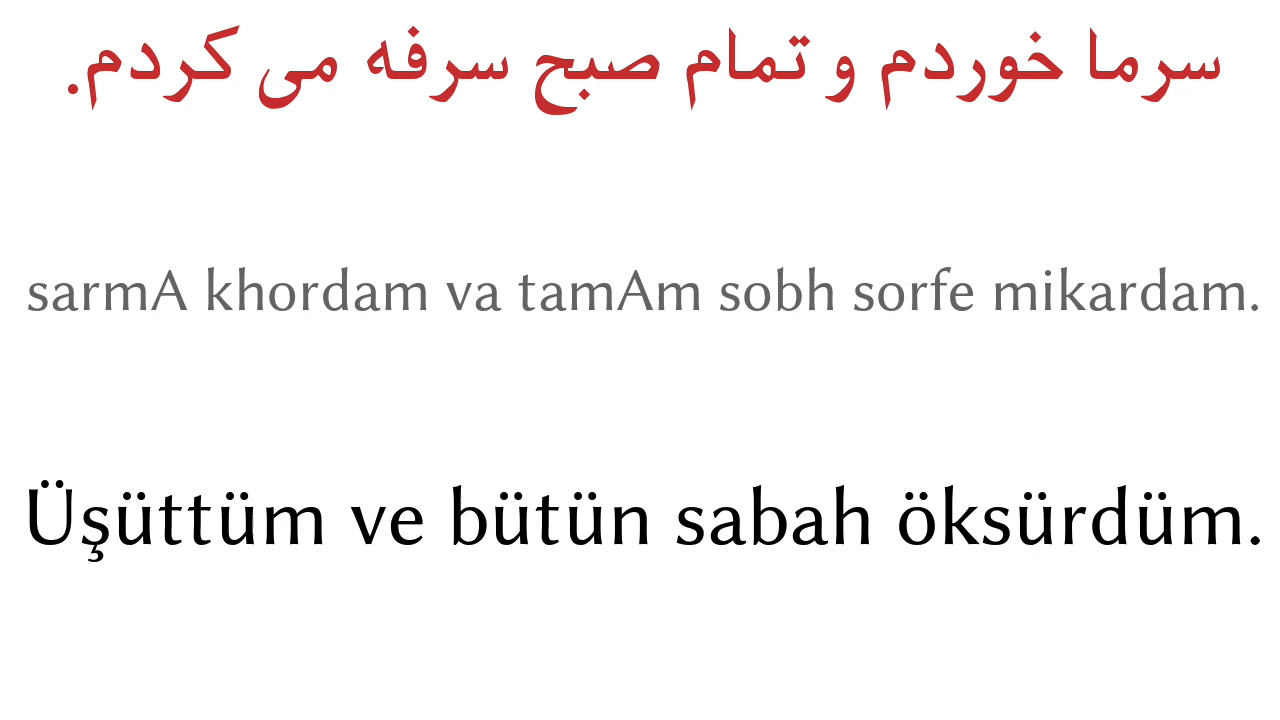 سرما خوردم و تمام صبح سرفه می کردم.
sarmA khordam va tamAm sobh sorfe mikardam.
Üşüttüm ve bütün sabah öksürdüm.